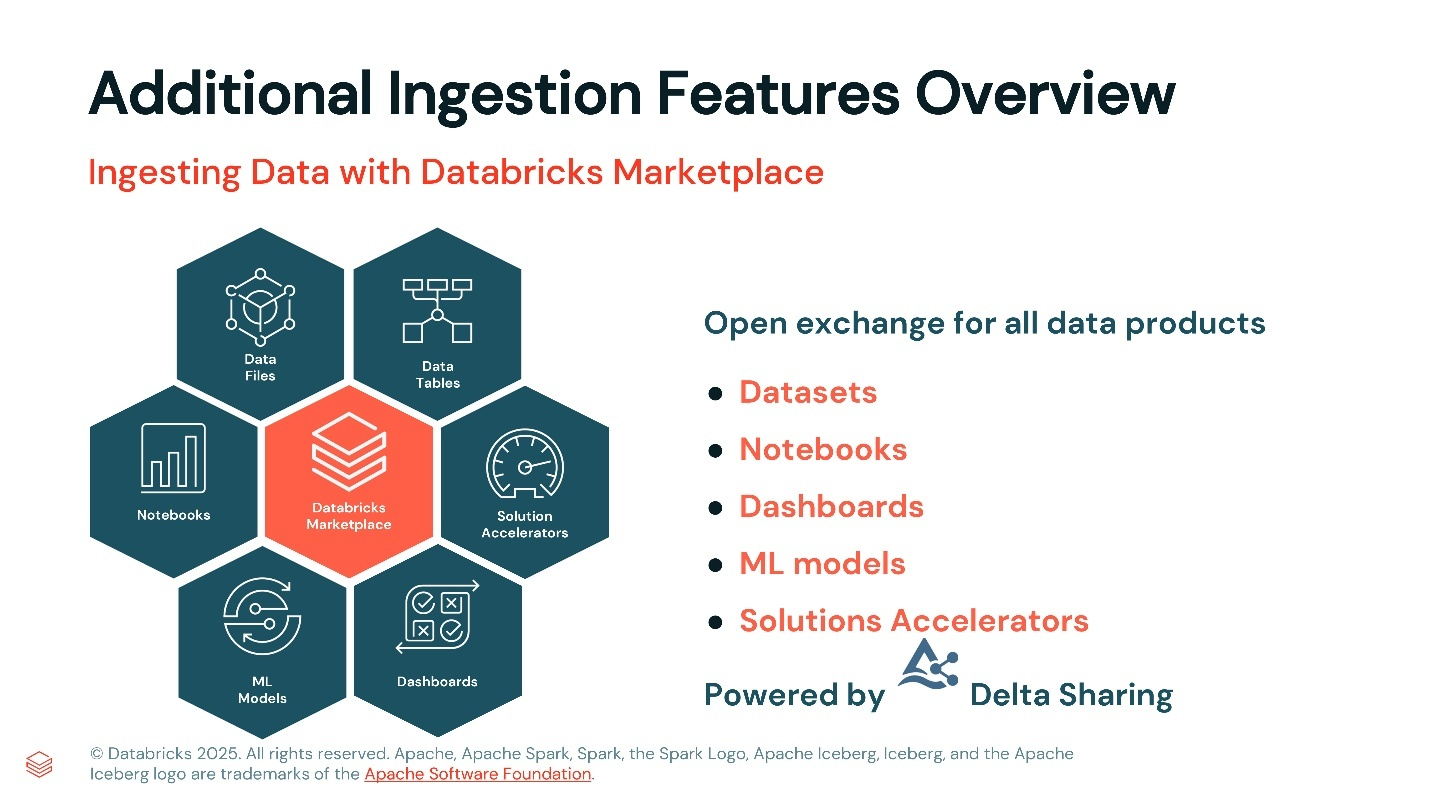 Additional Ingestion Features Overview
Ingesting Data with Databricks Marketplace
Data
Files
Data
Tables
Notebooks
Databricks
Marketplace
Solution
Accelerators
ML
Models
Dashboards
Open exchange for all data products
● Datasets
● Notebooks
● Dashboards
● ML models
● Solutions Accelerators
Powered by Delta Sharing
© Databricks 2025. All rights reserved. Apache, Apache Spark, Spark, the Spark Logo, Apache Iceberg, Iceberg, and the Apache
Iceberg logo are trademarks of the Apache Software Foundation.